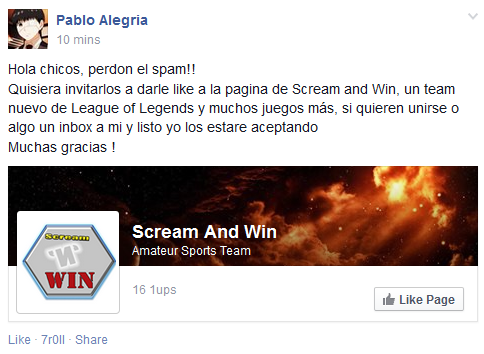 Pablo Alegria
10 mins
Hola chicos, perdon el spam!!
Quisiera invitarlos a darle like a la pagina de Scream and Win, un team
nuevo de League of Legends y muchos juegos más, si quieren unirse o
algo un inbox a mi y listo yo los estare aceptando
Muchas gracias !
Scream
'N'
WIN
Scream And Win
Amateur Sports Team
16 1ups
Like Page
Like · 7r0ll · Share